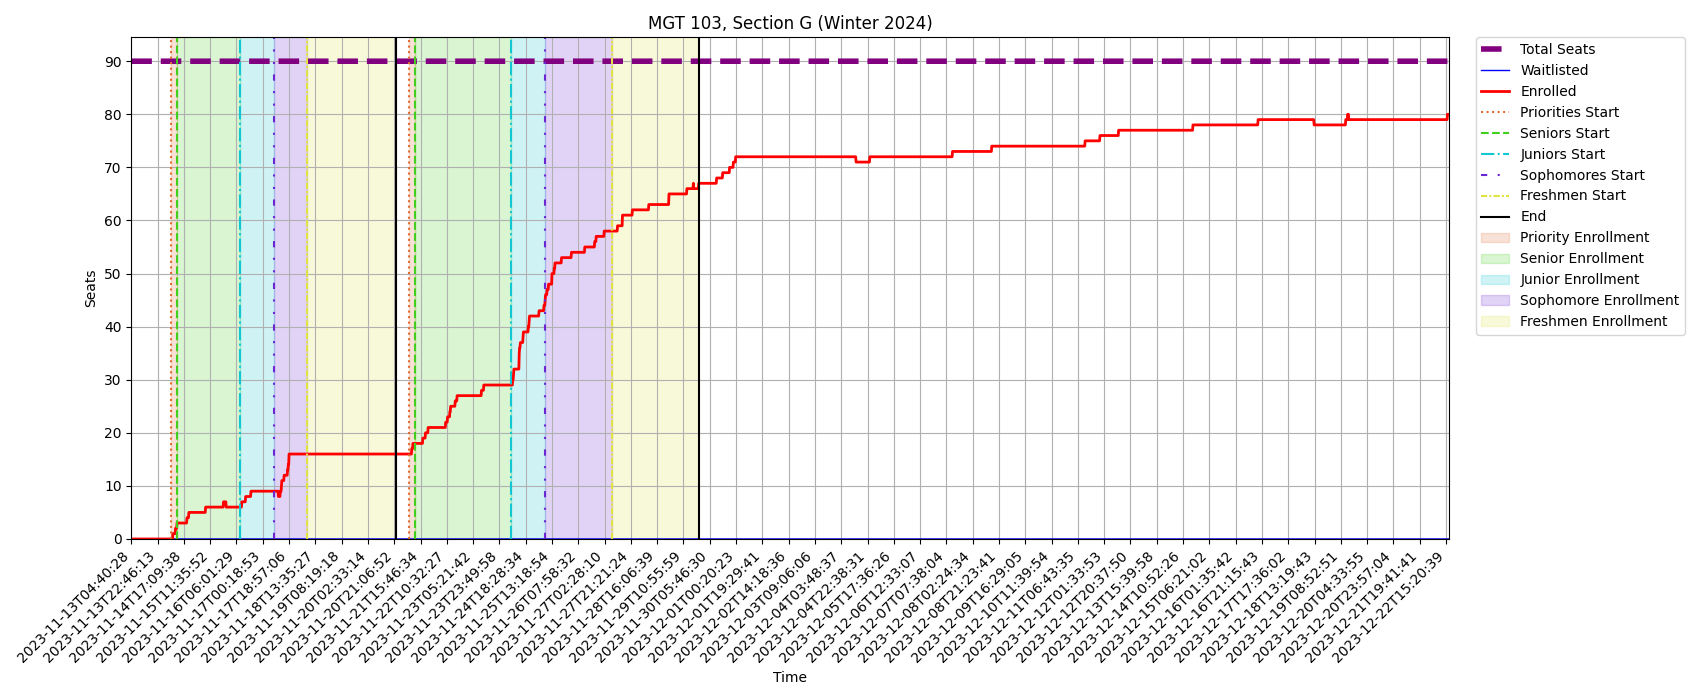 MGT 103, Section G (Winter 2024)
Total Seats
Waitlisted
Enrolled
Priorities Start
Seniors Start
Juniors Start
Sophomores Start
Freshmen Start
End
Priority Enrollment
Senior Enrollment
Junior Enrollment
Sophomore Enrollment
Freshmen Enrollment
Seats
90
80
70
60
50
40
30
20
10
0
2023-11-13T04:40:28
2023-11-13T22:46:13
2023-11-14T17:09:38
2023-11-15T11:35:52
2023-11-16T06:01:29
2023-11-17T00:18:53
2023-11-17T18:57:06
2023-11-18T13:35:27
2023-11-19T08:19:18
2023-11-20T02:33:14
2023-11-20T21:06:52
2023-11-21T15:46:34
2023-11-22T10:32:27
2023-11-23T05:21:42
2023-11-23T23:49:58
2023-11-24T18:28:34
2023-11-25T13:18:54
2023-11-26T07:58:32
2023-11-27T02:28:10
2023-11-27T21:21:24
2023-11-28T16:06:39
2023-11-29T10:55:59
2023-11-30T05:46:30
2023-12-01T00:20:23
2023-12-01T19:29:41
2023-12-02T14:18:36
2023-12-03T09:06:06
2023-12-04T03:48:37
2023-12-04T22:38:31
2023-12-05T17:36:26
2023-12-06T12:33:07
2023-12-07T07:38:04
2023-12-08T02:24:34
2023-12-08T21:23:41
2023-12-09T16:29:05
2023-12-10T11:39:54
2023-12-11T06:43:35
2023-12-12T01:33:53
2023-12-12T20:37:50
2023-12-13T15:39:58
2023-12-14T10:52:26
2023-12-15T06:21:02
2023-12-16T01:35:42
2023-12-16T21:15:43
2023-12-17T17:36:02
2023-12-18T13:19:43
2023-12-19T08:52:51
2023-12-20T04:33:55
2023-12-20T23:57:04
2023-12-21T19:41:41
2023-12-22T15:20:39
Time